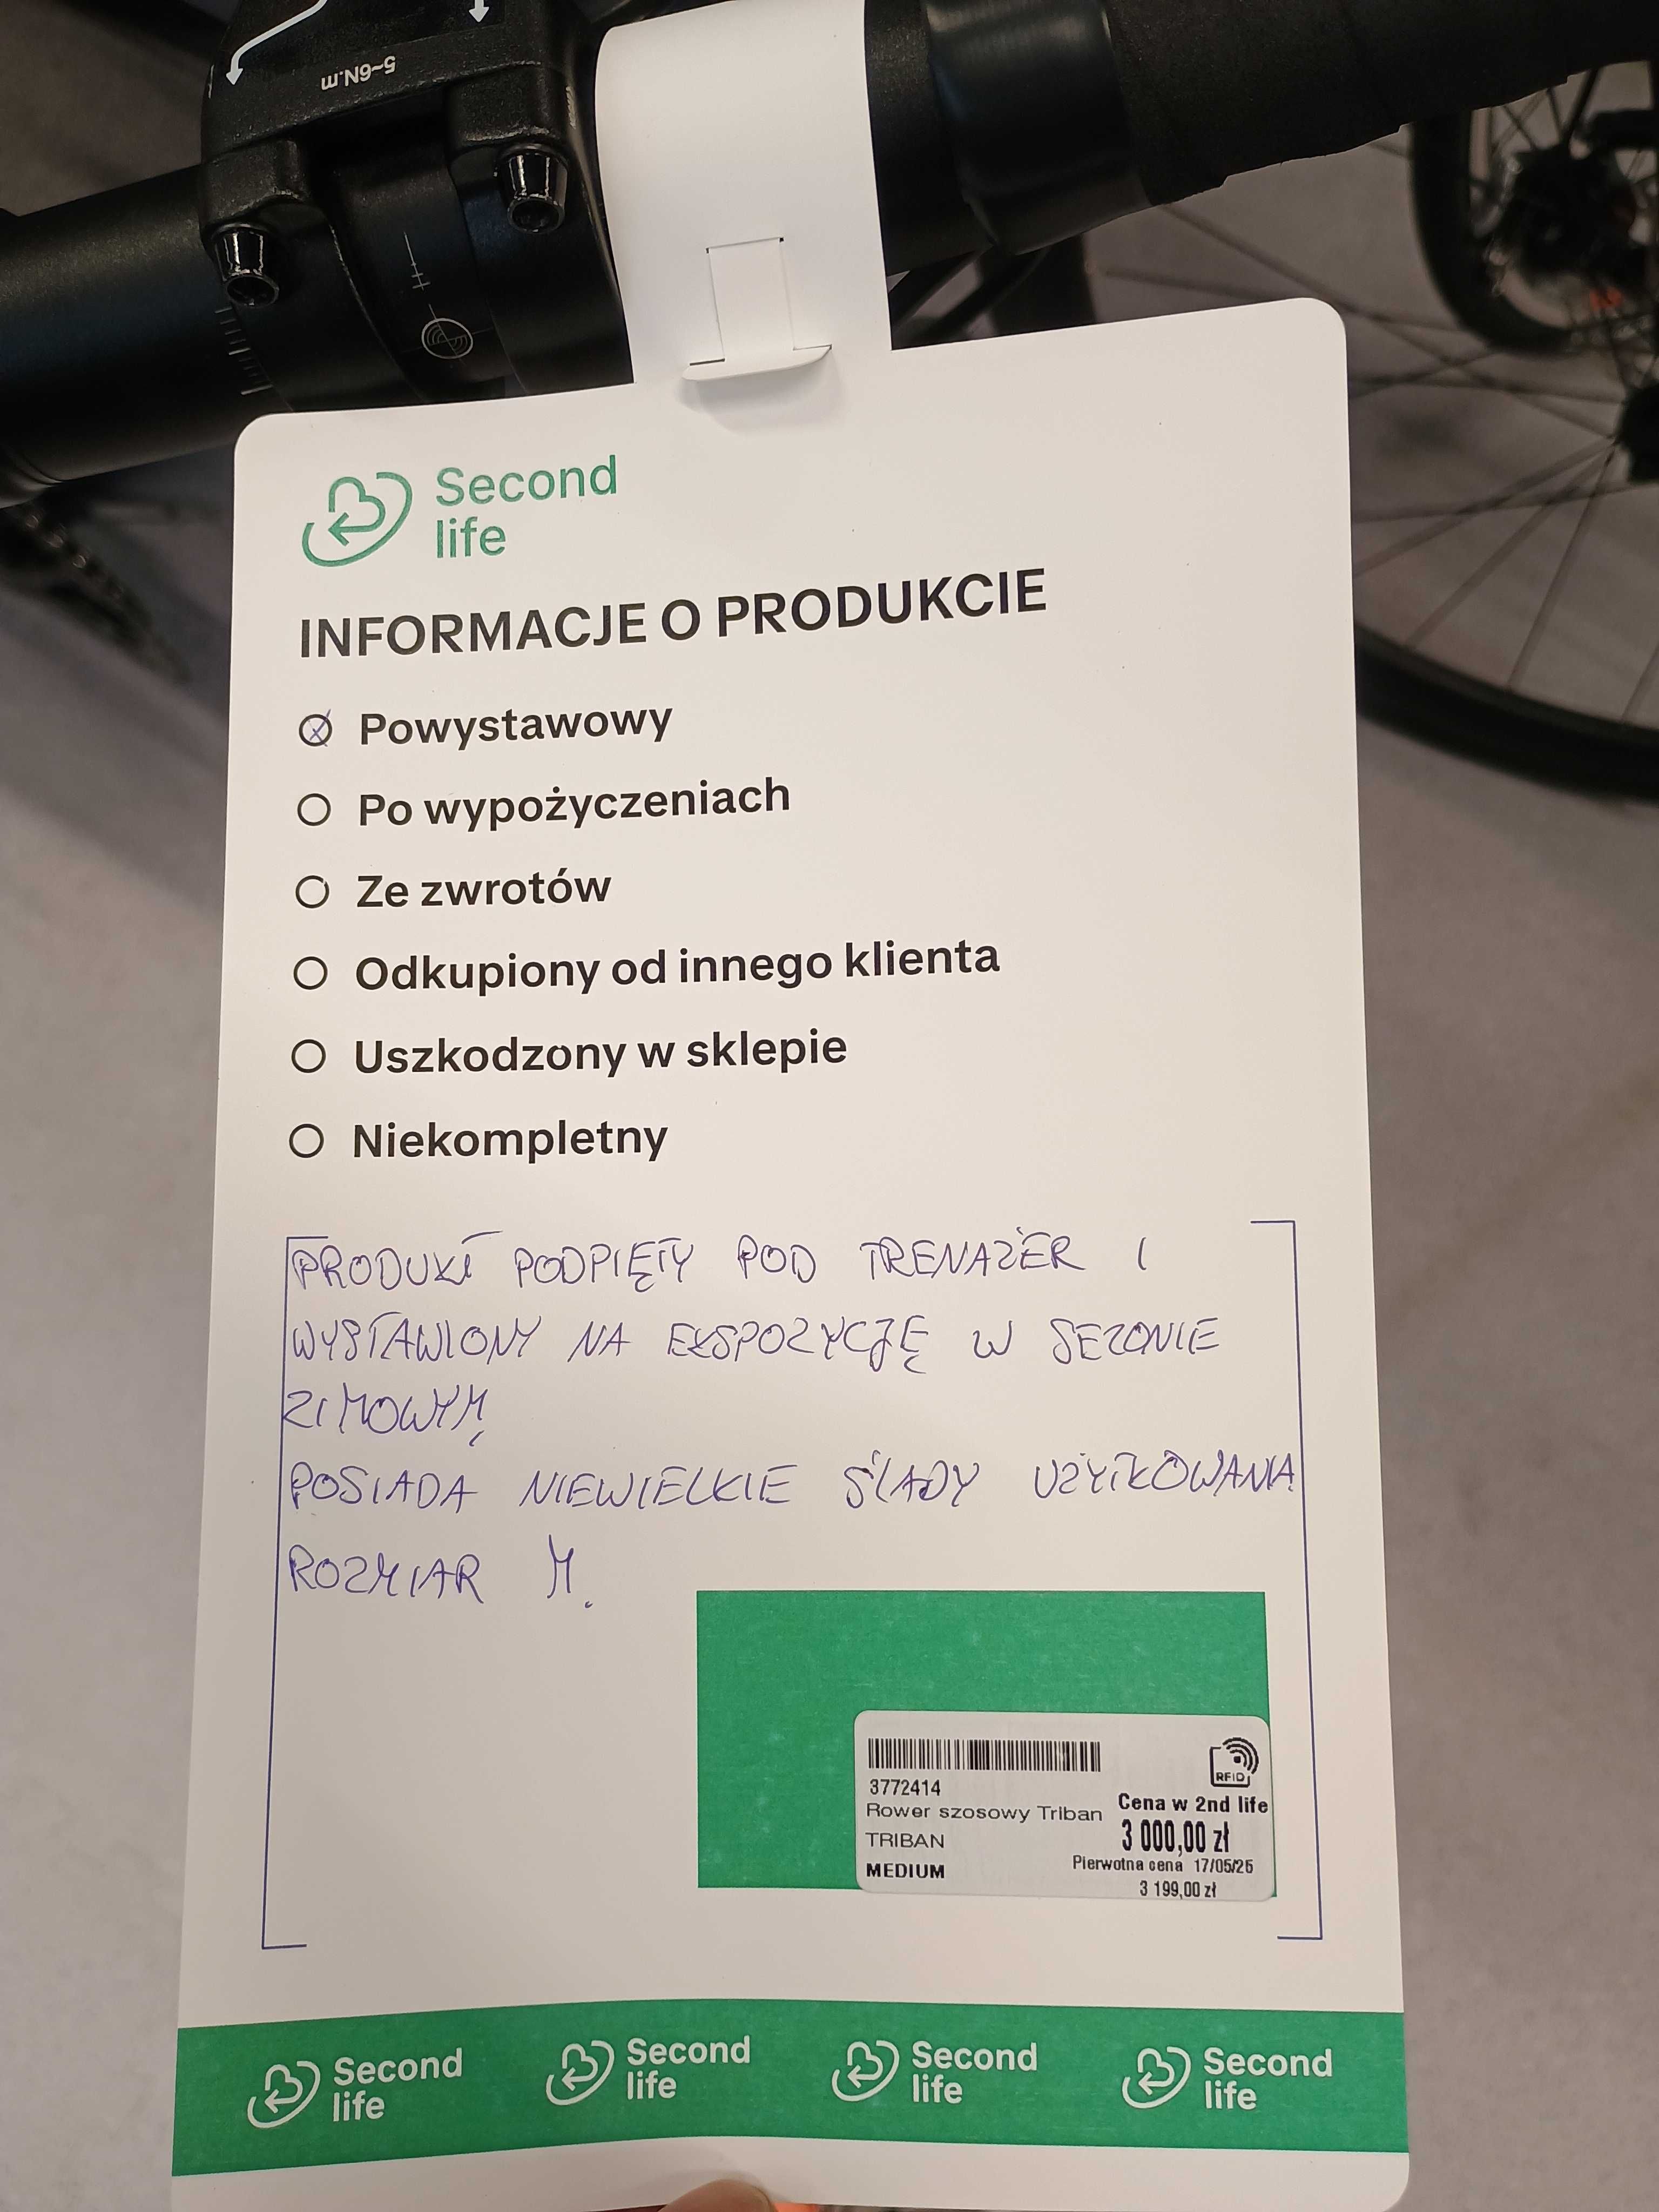 5~6N.m
Second
life
INFORMACJE O PRODUKCIE
Powystawowy
Po wypożyczeniach
Ze zwrotów
Odkupiony od innego klienta
Uszkodzony w sklepie
Niekompletny
PRODUKT PODPIĘTY POD TRENAŻER I
WYSTAWIONY NA EKSPOZYCJĘ W SEZONIE
ZIMOWYM,
POSIADA NIEWIELKIE ŚLADY UŻYTKOWANIA
ROZMIAR M.
RFID
3772414
Rower szosowy Triban
TRIBAN
MEDIUM
Cena w 2nd life
3 000,00 zł
Pierwotna cena 17/05/25
3 199,00 zł
Second
life
Second
life
Second
life
Second
life